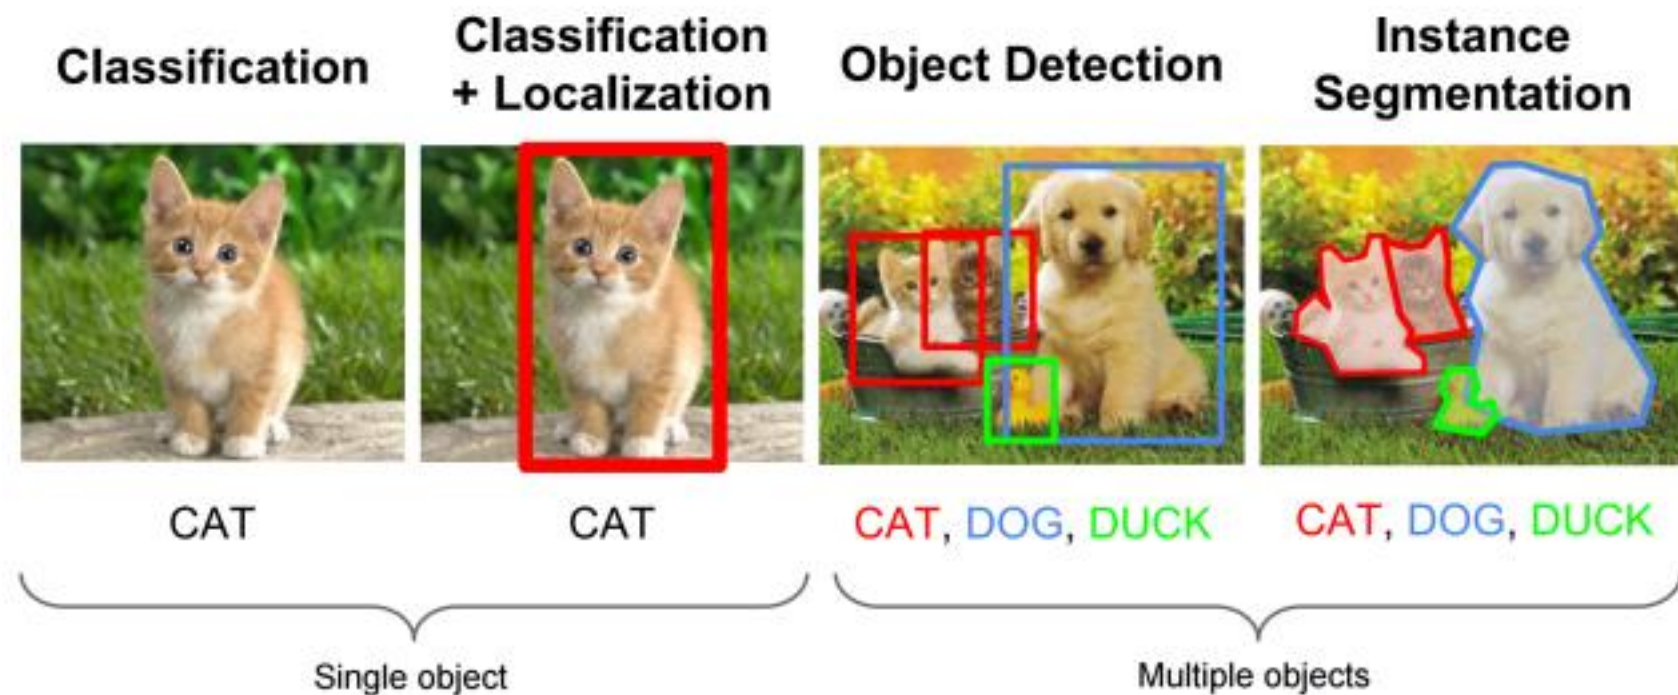 Classification
Classification
+ Localization
Object Detection
Instance
Segmentation
CAT
CAT
CAT, DOG, DUCK
CAT, DOG, DUCK
Single object
Multiple objects